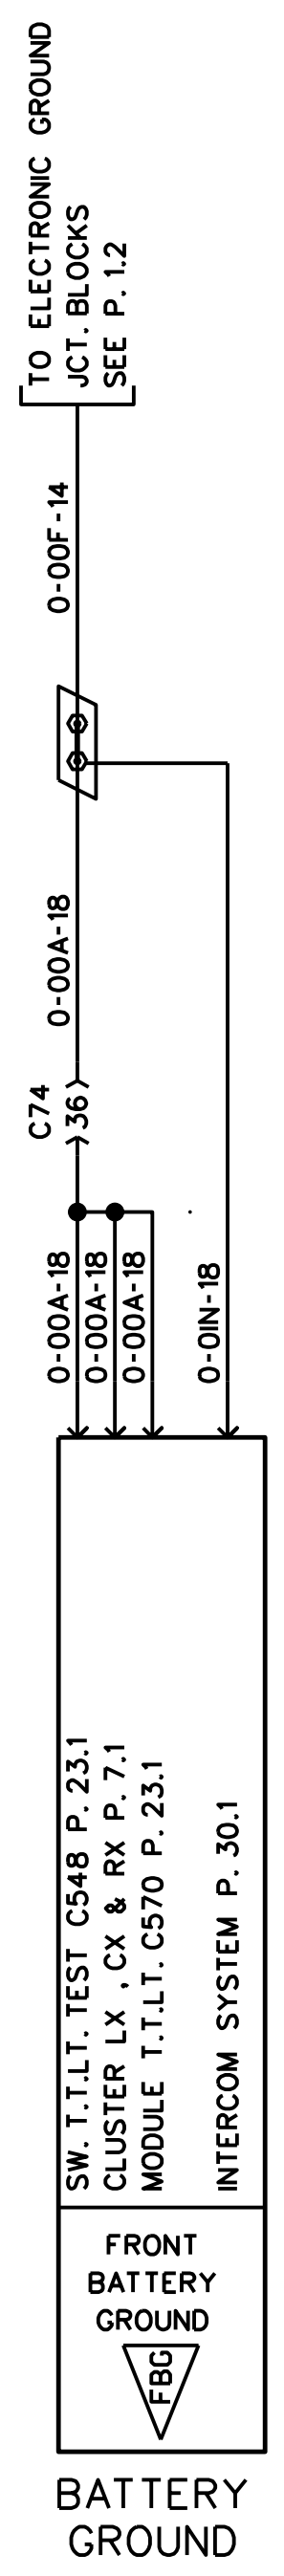 TO ELECTRONIC GROUND
JCT. BLOCKS
SEE P. 1.2
0-00F-14
0-00A-18
C74
36
0-00A-18
0-00A-18
0-00A-18
0-0IN-18
SW. T.T.LT. TEST C548 P. 23.1
CLUSTER LX , CX & RX P. 7.1
MODULE T.T.LT. C570 P. 23.1
INTERCOM SYSTEM P. 30.1
FRONT
BATTERY
GROUND
FBG
BATTERY
GROUND